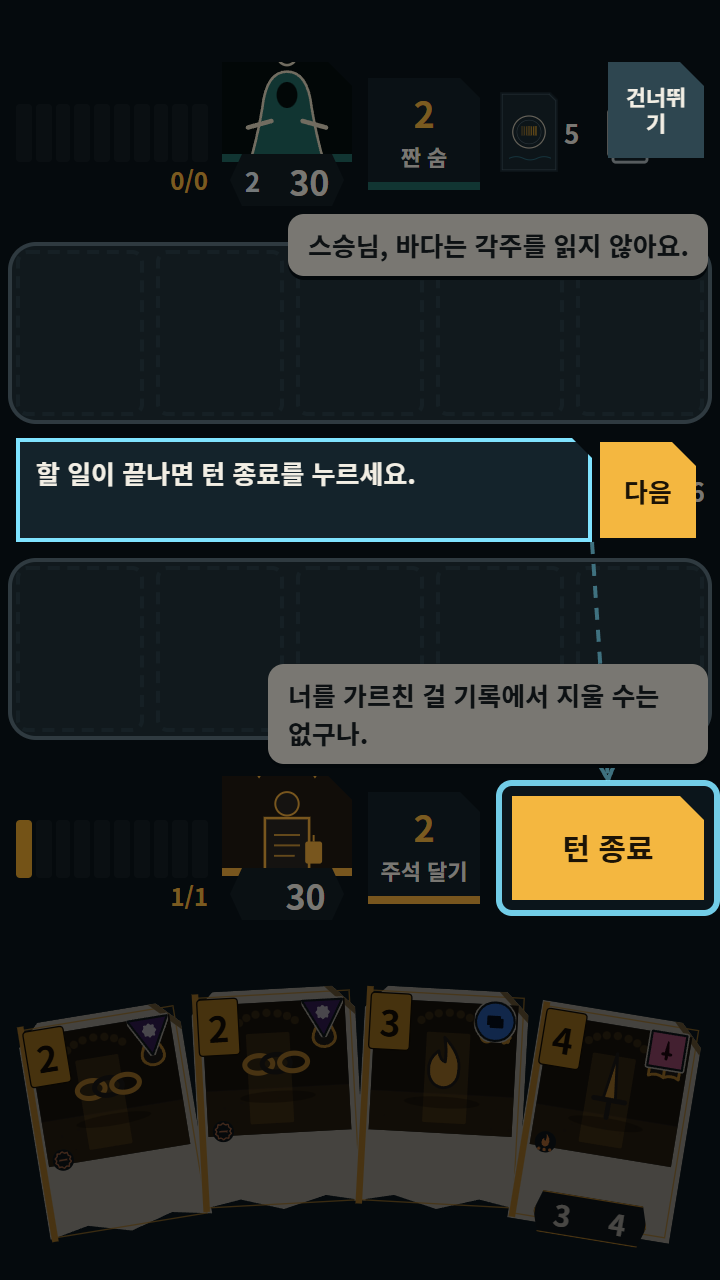 건너뛰
기
2
짠 숨
5
0/0
2 30
스승님, 바다는 각주를 읽지 않아요.
할 일이 끝나면 턴 종료를 누르세요.
다음
6
너를 가르친 걸 기록에서 지울 수는
없구나.
2
주석 달기
턴 종료
1/1
30
2
2
3
4
3 4